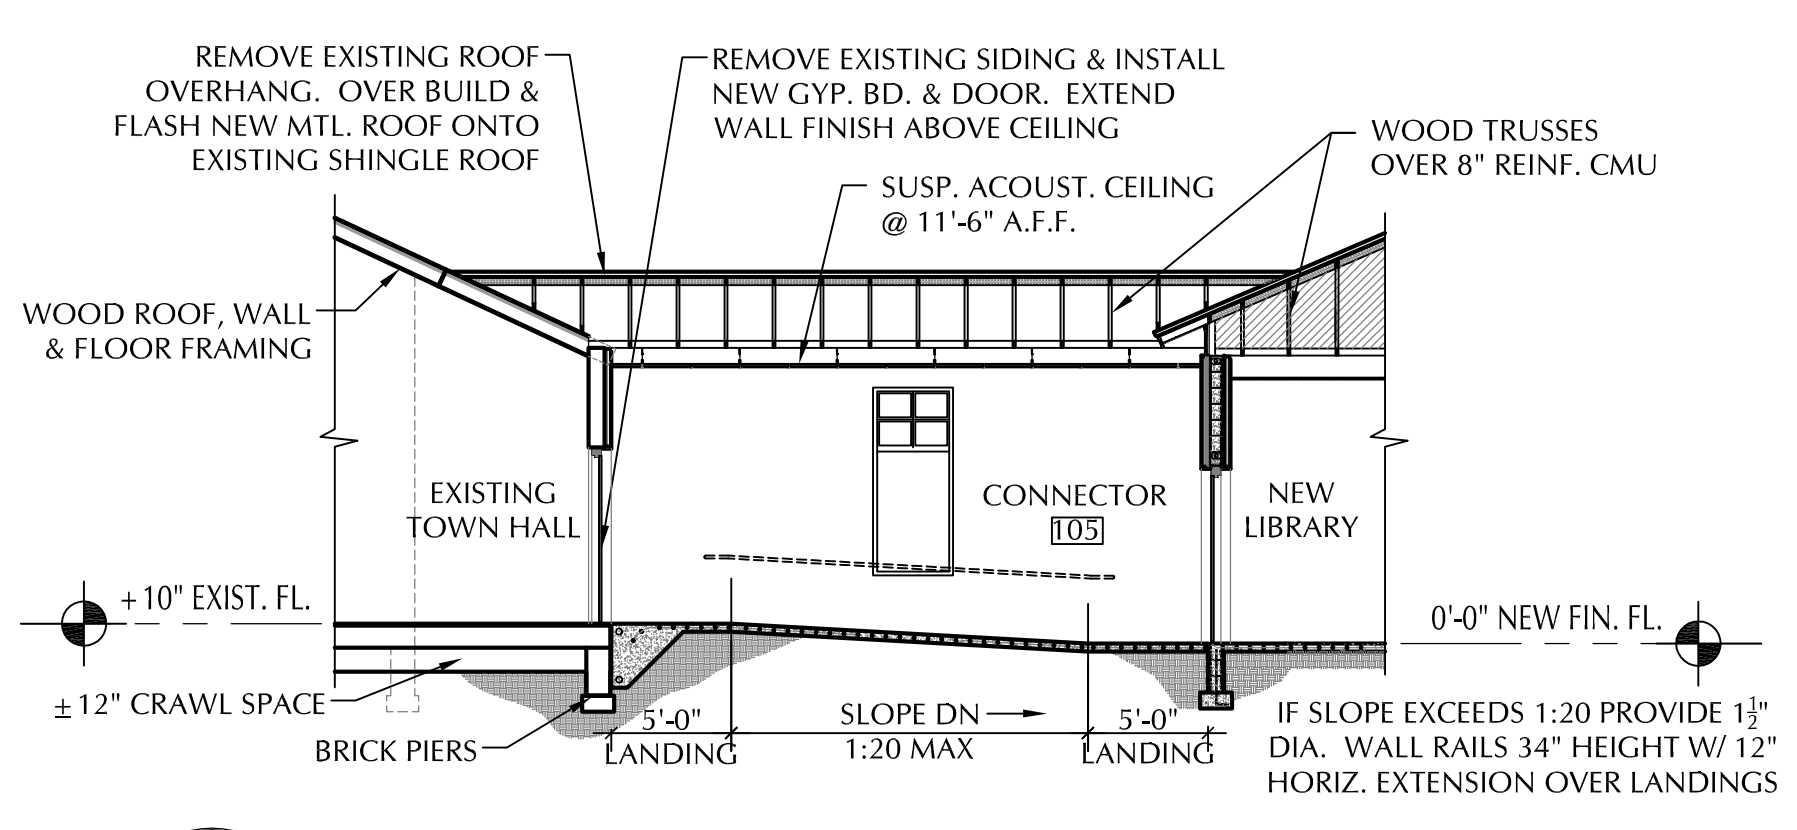 REMOVE EXISTING ROOF
OVERHANG. OVER BUILD &
FLASH NEW MTL. ROOF ONTO
EXISTING SHINGLE ROOF
REMOVE EXISTING SIDING & INSTALL
NEW GYP. BD. & DOOR. EXTEND
WALL FINISH ABOVE CEILING
WOOD TRUSSES
OVER 8" REINF. CMU
SUSP. ACOUST. CEILING
@ 11'-6" A.F.F.
WOOD ROOF, WALL
& FLOOR FRAMING
EXISTING
TOWN HALL
CONNECTOR
105
NEW
LIBRARY
+10" EXIST. FL.
0'-0" NEW FIN. FL.
±12" CRAWL SPACE
BRICK PIERS
5'-0"
LANDING
SLOPE DN
1:20 MAX
5'-0"
LANDING
IF SLOPE EXCEEDS 1:20 PROVIDE 1½"
DIA. WALL RAILS 34" HEIGHT W/ 12"
HORIZ. EXTENSION OVER LANDINGS